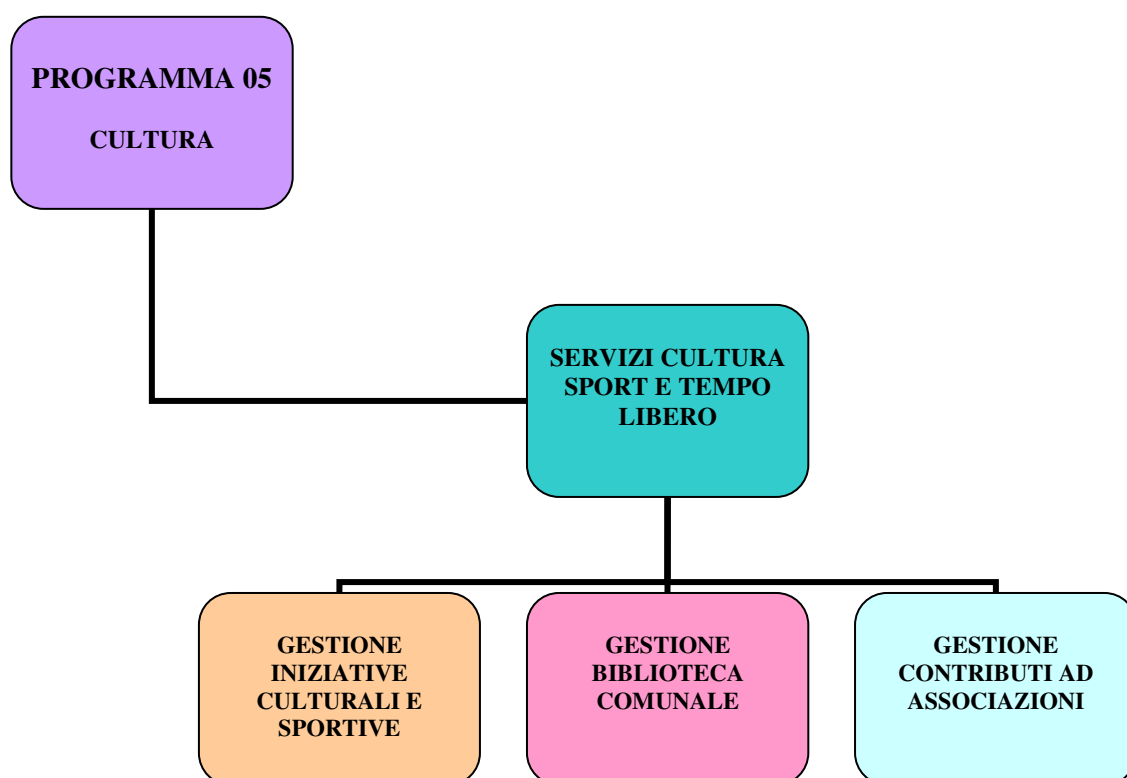 PROGRAMMA 05
CULTURA
SERVIZI CULTURA
SPORT E TEMPO
LIBERO
GESTIONE
INIZIATIVE
CULTURALI E
SPORTIVE
GESTIONE
BIBLIOTECA
COMUNALE
GESTIONE
CONTRIBUTI AD
ASSOCIAZIONI